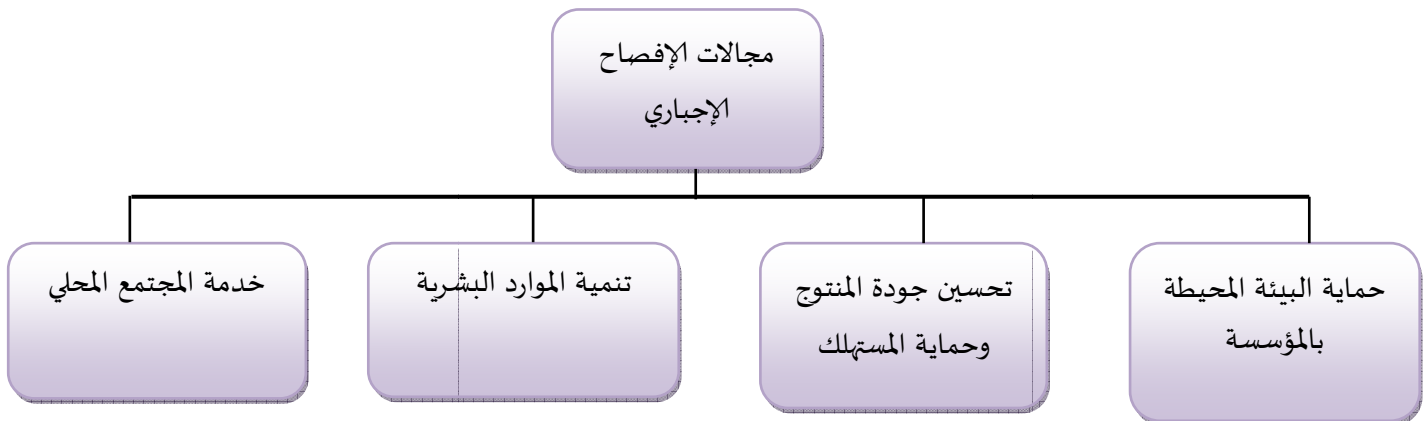 مجالات الإفصاح
الإجباري
حماية البيئة المحيطة
بالمؤسسة
تحسين جودة المنتوج
وحماية المستهلك
تنمية الموارد البشرية
خدمة المجتمع المحلي